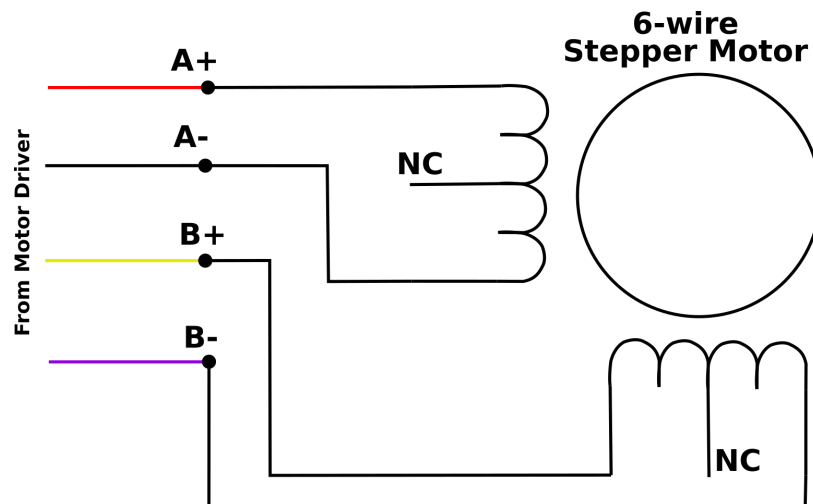 6-wire
Stepper Motor
A+
A-
NC
B+
B-
From Motor Driver
NC